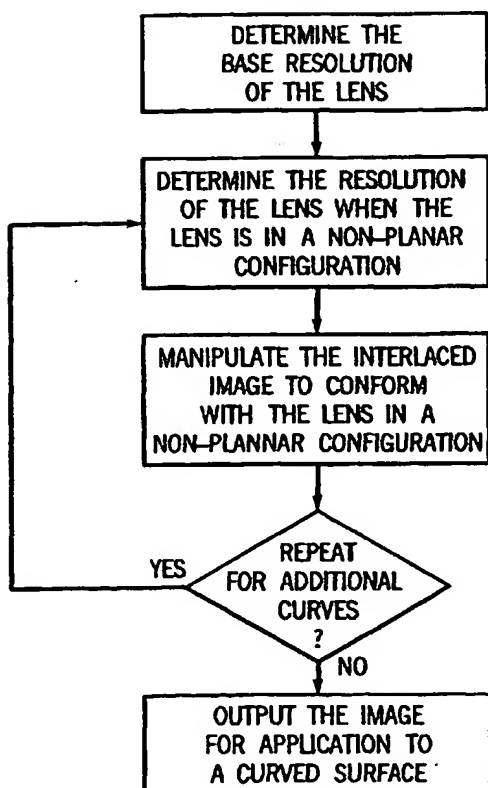 DETERMINE THE
BASE RESOLUTION
OF THE LENS
DETERMINE THE RESOLUTION
OF THE LENS WHEN THE
LENS IS IN A NON-PLANAR
CONFIGURATION
MANIPULATE THE INTERLACED
IMAGE TO CONFORM
WITH THE LENS IN A
NON-PLANNAR CONFIGURATION
REPEAT
FOR ADDITIONAL
CURVES
?
YES
NO
OUTPUT THE IMAGE
FOR APPLICATION TO
A CURVED SURFACE